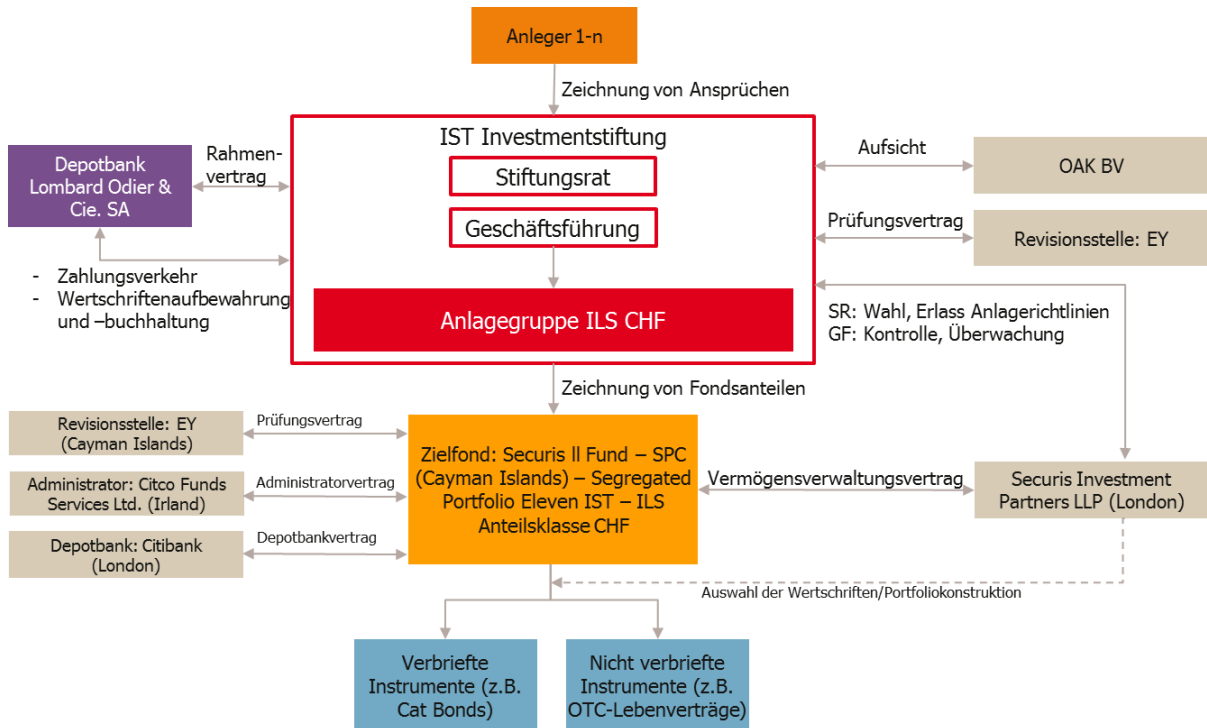 Anleger 1-n
Zeichnung von Ansprüchen
IST Investmentstiftung
Stiftungsrat
Geschäftsführung
Anlagegruppe ILS CHF
Depotbank
Lombard Odier &
Cie. SA
Rahmen-
vertrag
- Zahlungsverkehr
- Wertschriftenaufbewahrung
und –buchhaltung
Aufsicht
OAK BV
Prüfungsvertrag
Revisionsstelle: EY
SR: Wahl, Erlass Anlagerichtlinien
GF: Kontrolle, Überwachung
Zeichnung von Fondsanteilen
Revisionsstelle: EY
(Cayman Islands)
Prüfungsvertrag
Administrator: Citco Funds
Services Ltd. (Irland)
Administratorvertrag
Depotbank: Citibank
(London)
Depotbankvertrag
Zielfond: Securis ll Fund – SPC
(Cayman Islands) – Segregated
Portfolio Eleven IST – ILS
Anteilsklasse CHF
Vermögensverwaltungsvertrag
Securis Investment
Partners LLP (London)
Auswahl der Wertschriften/Portfoliokonstruktion
Verbriefte
Instrumente (z.B.
Cat Bonds)
Nicht verbriefte
Instrumente (z.B.
OTC-Lebenverträge)